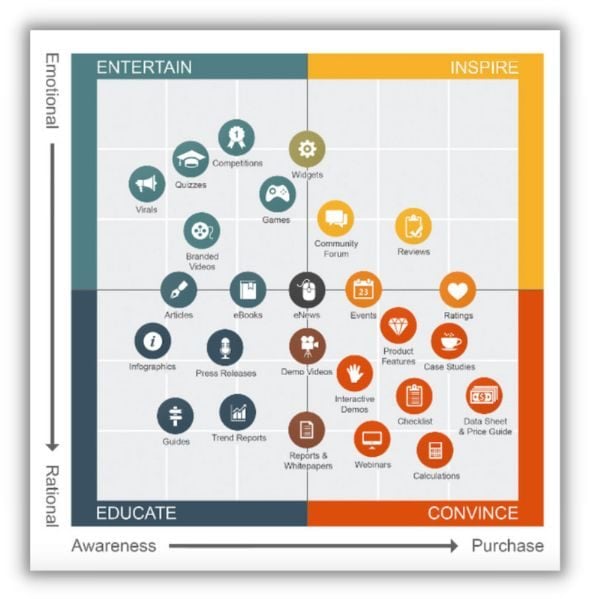 ENTERTAIN
INSPIRE
Emotional
1
Competitions
Widgets
Quizzes
Virals
Games
Community
Forum
Reviews
Branded
Videos
23
Articles
eBooks
eNews
Events
Ratings
i
Infographics
Press Releases
Demo Videos
Product
Features
Case Studies
Interactive
Demos
Checklist
$
Data Sheet
& Price Guide
Guides
Trend Reports
Reports &
Whitepapers
Webinars
Calculations
Rational
EDUCATE
CONVINCE
Awareness
Purchase